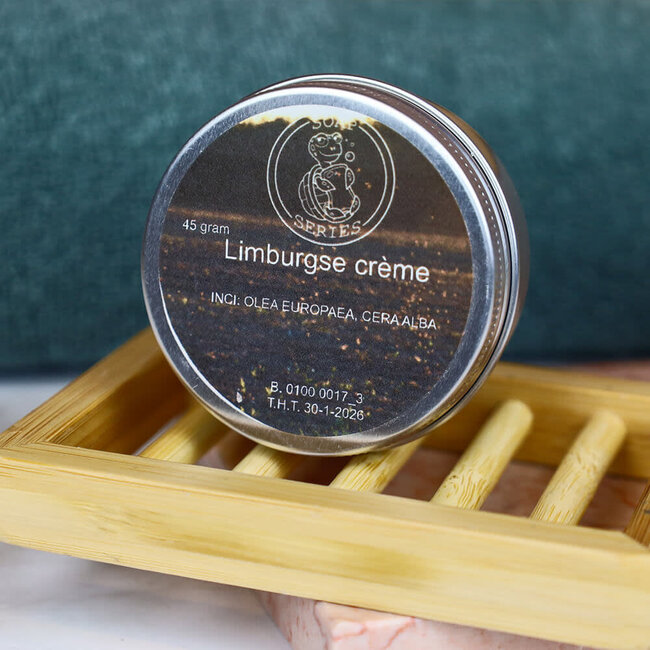 SOAP
SERIES
45 gram
Limburgse crème
INCI: OLEA EUROPAEA, CERA ALBA
B. 0100 0017_3
T.H.T. 30-1-2026